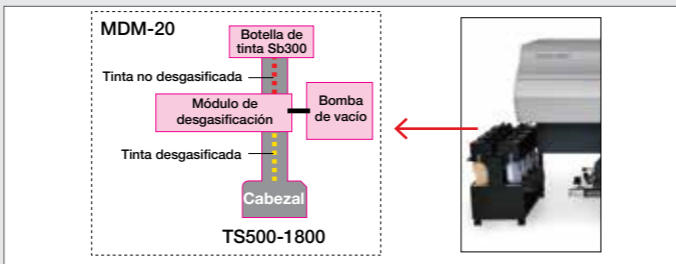 MDM-20
Botella de
tinta Sb300
Tinta no desgasificada
Módulo de
desgasificación
Bomba
de vacío
Tinta desgasificada
Cabezal
TS500-1800